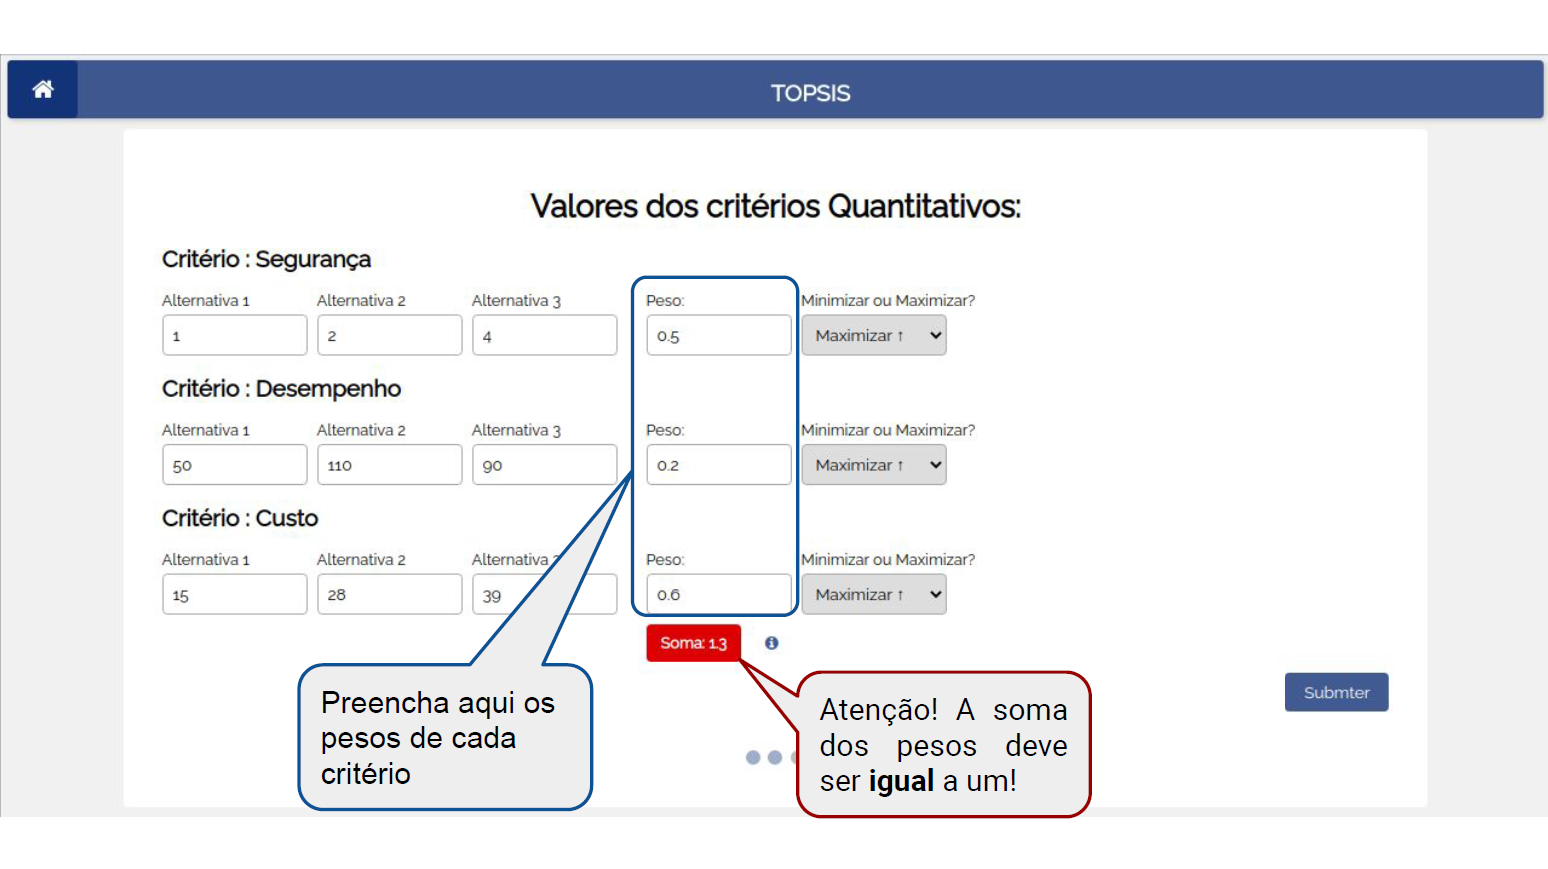 TOPSIS
Valores dos critérios Quantitativos:
Critério : Segurança
Alternativa 1 Alternativa 2 Alternativa 3 Peso: Minimizar ou Maximizar?
1 2 4 0.5 Maximizar ↑
Critério : Desempenho
Alternativa 1 Alternativa 2 Alternativa 3 Peso: Minimizar ou Maximizar?
50 110 90 0.2 Maximizar ↑
Critério : Custo
Alternativa 1 Alternativa 2 Alternativa 3 Peso: Minimizar ou Maximizar?
15 28 39 0.6 Maximizar ↑
Soma: 1.3
Submter
Preencha aqui os
pesos de cada
critério
Atenção! A soma
dos pesos deve
ser igual a um!